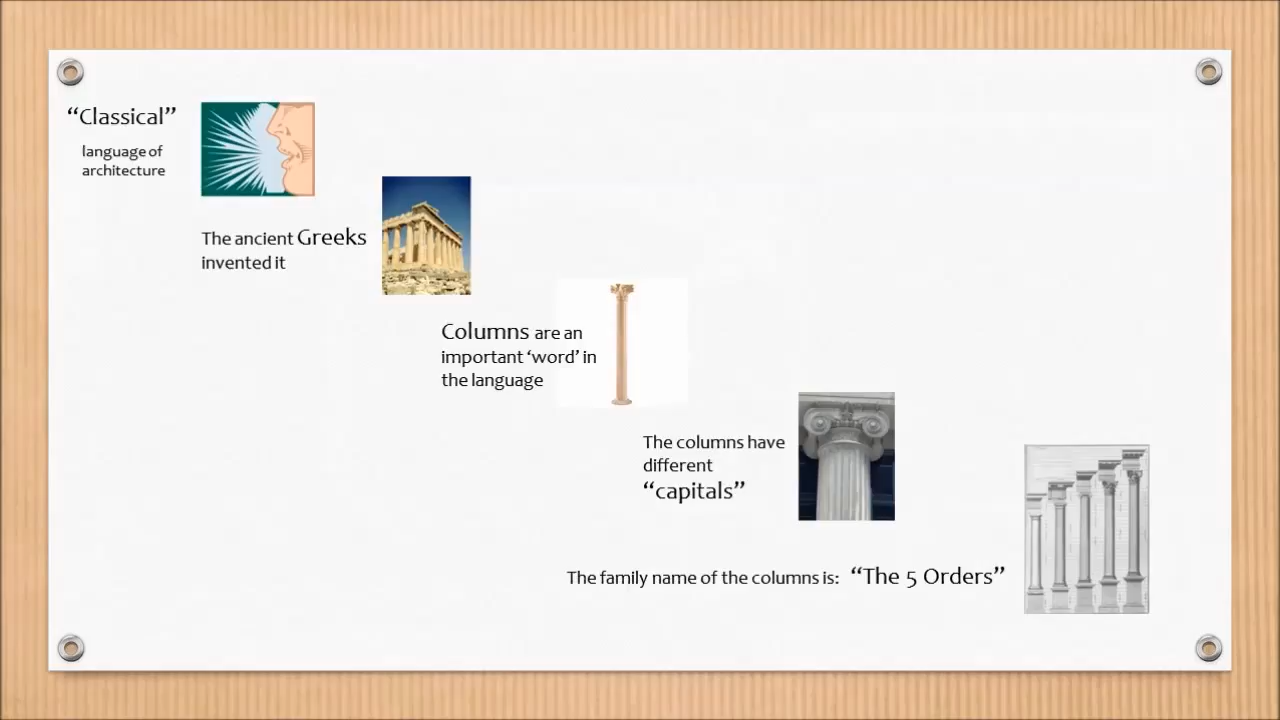 “Classical”
language of
architecture
The ancient Greeks
invented it
Columns are an
important ‘word’ in
the language
The columns have
different
“capitals”
The family name of the columns is: “The 5 Orders”